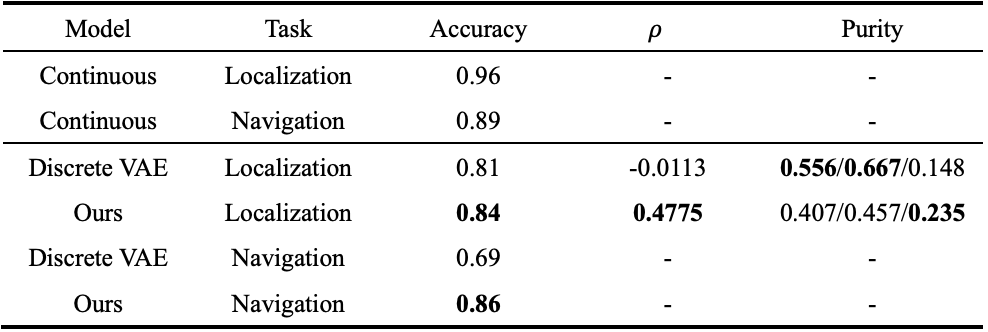 Model Task Accuracy ρ Purity
Continuous Localization 0.96 - -
Continuous Navigation 0.89 - -
Discrete VAE Localization 0.81 -0.0113 0.556/0.667/0.148
Ours Localization 0.84 0.4775 0.407/0.457/0.235
Discrete VAE Navigation 0.69 - -
Ours Navigation 0.86 - -